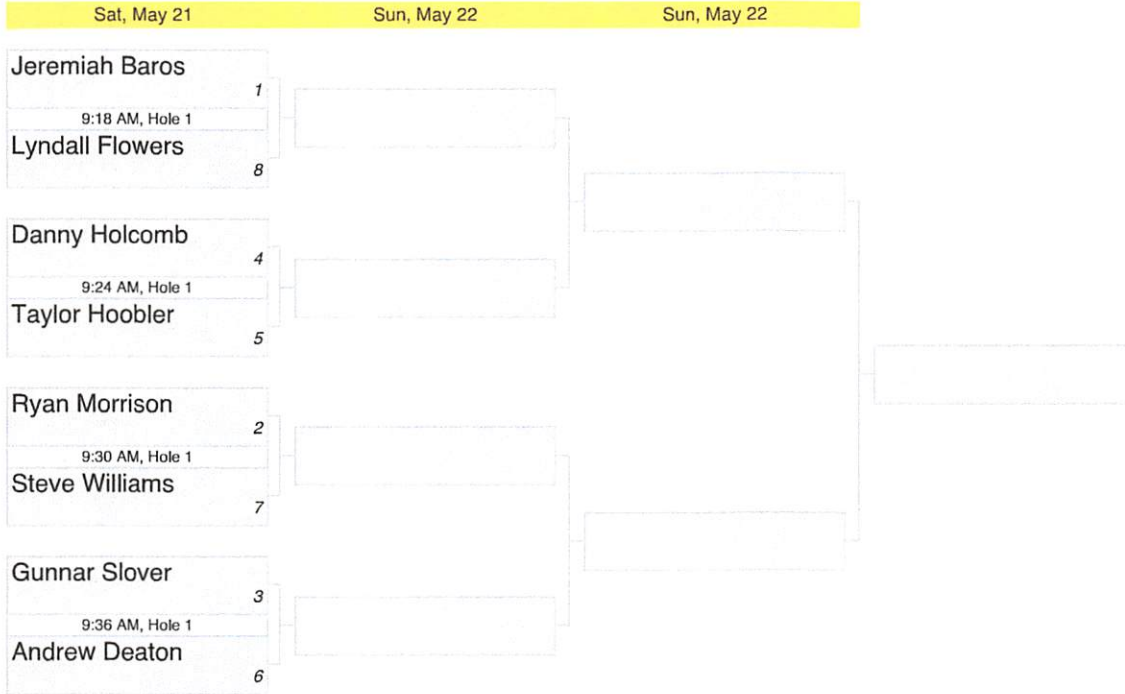 Sat, May 21 Sun, May 22 Sun, May 22
Jeremiah Baros
1
9:18 AM, Hole 1
Lyndall Flowers
8
Danny Holcomb
4
9:24 AM, Hole 1
Taylor Hoobler
5
Ryan Morrison
2
9:30 AM, Hole 1
Steve Williams
7
Gunnar Slover
3
9:36 AM, Hole 1
Andrew Deaton
6